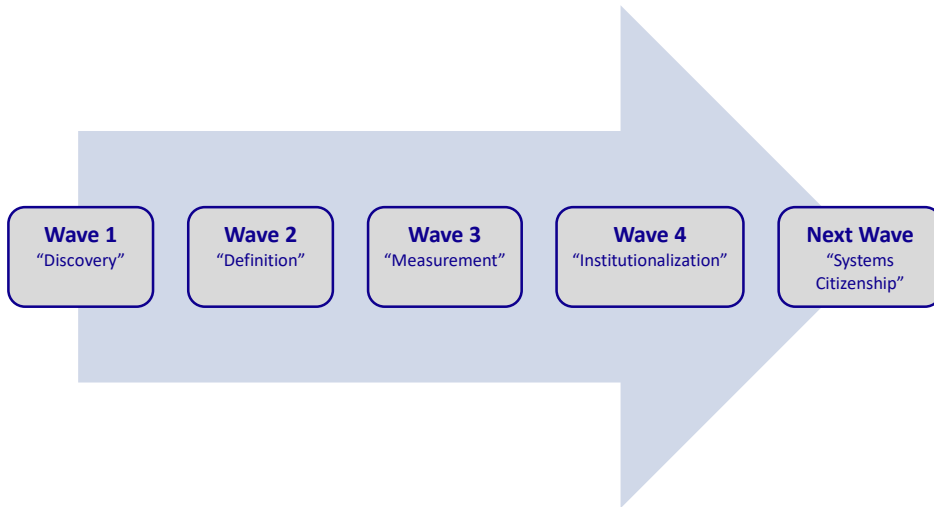 Wave 1
“Discovery”
Wave 2
“Definition”
Wave 3
“Measurement”
Wave 4
“Institutionalization”
Next Wave
“Systems
Citizenship”